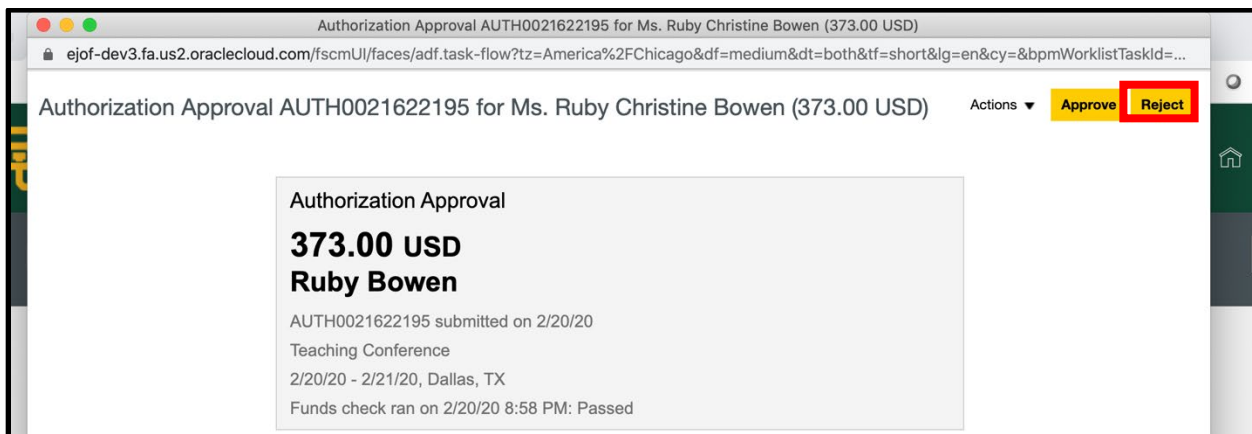 Authorization Approval AUTH0021622195 for Ms. Ruby Christine Bowen (373.00 USD)
ejof-dev3.fa.us2.oraclecloud.com/fscmUI/faces/adf.task-flow?tz=America%2FChicago&df=medium&dt=both&tf=short&lg=en&cy=&bpmWorklistTaskId=...
Authorization Approval AUTH0021622195 for Ms. Ruby Christine Bowen (373.00 USD) Actions ▼ Approve Reject
Authorization Approval
373.00 USD
Ruby Bowen
AUTH0021622195 submitted on 2/20/20
Teaching Conference
2/20/20 - 2/21/20, Dallas, TX
Funds check ran on 2/20/20 8:58 PM: Passed